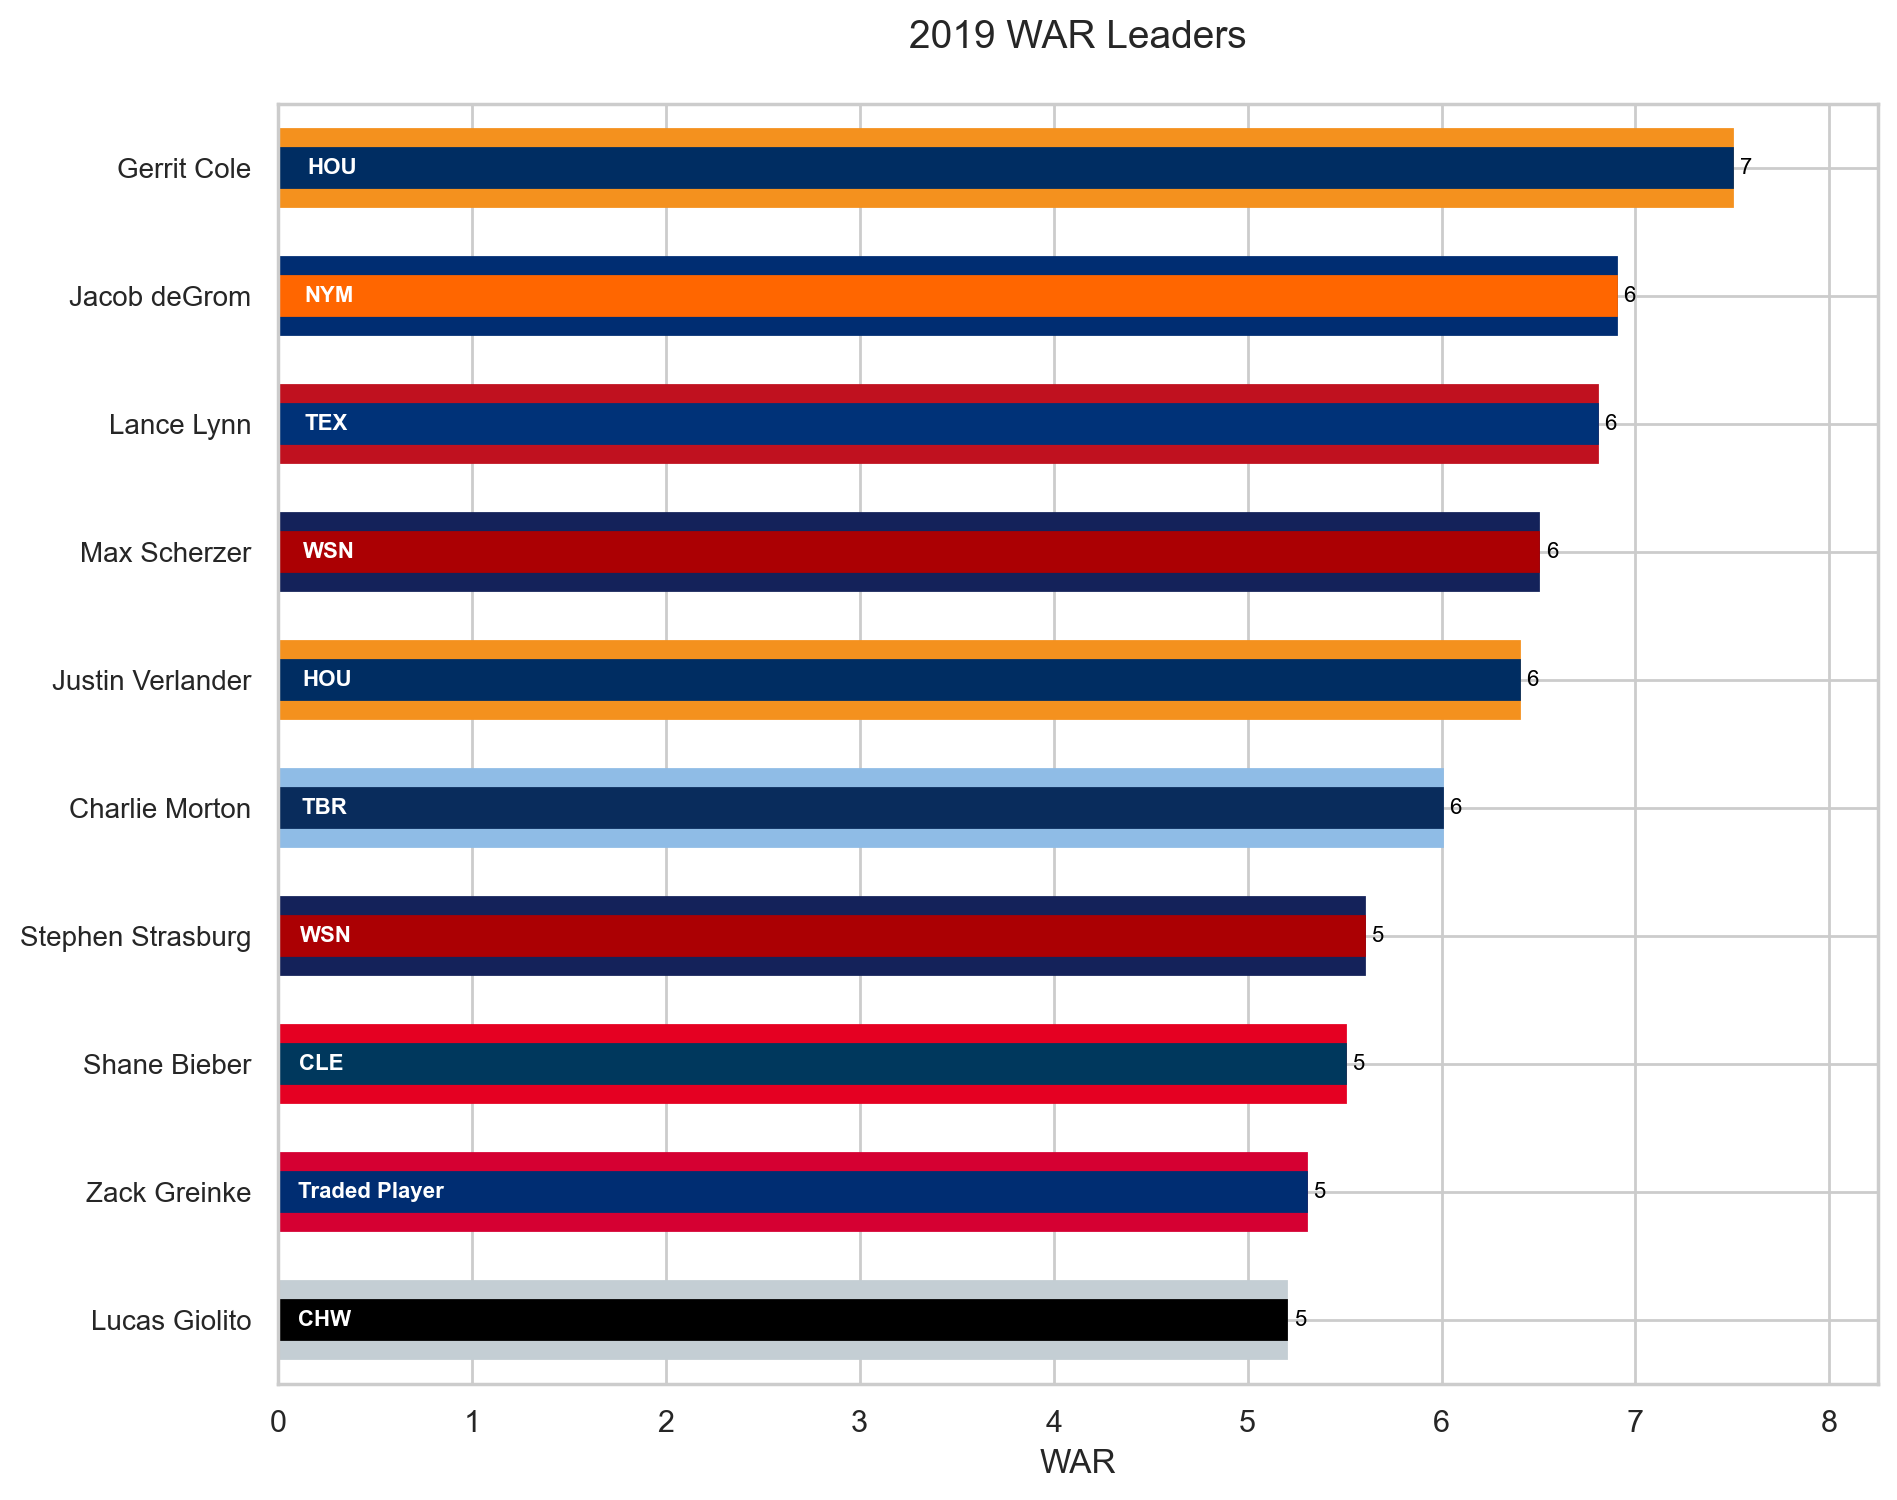 2019 WAR Leaders
Gerrit Cole HOU 7
Jacob deGrom NYM 6
Lance Lynn TEX 6
Max Scherzer WSN 6
Justin Verlander HOU 6
Charlie Morton TBR 6
Stephen Strasburg WSN 5
Shane Bieber CLE 5
Zack Greinke Traded Player 5
Lucas Giolito CHW 5
0 1 2 3 4 5 6 7 8
WAR